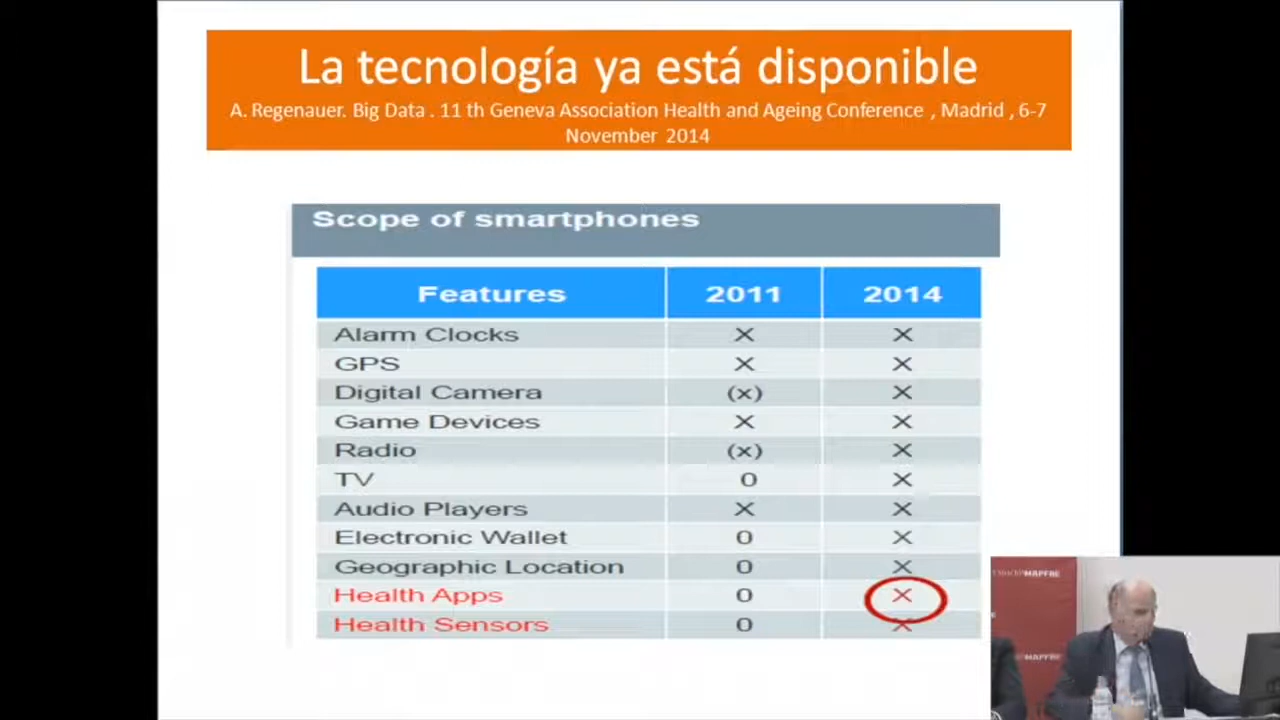 La tecnología ya está disponible
A. Regenauer. Big Data . 11 th Geneva Association Health and Ageing Conference , Madrid , 6-7
November 2014
Scope of smartphones
Features 2011 2014
Alarm Clocks X X
GPS X X
Digital Camera (x) X
Game Devices X X
Radio (x) X
TV 0 X
Audio Players X X
Electronic Wallet 0 X
Geographic Location 0 X
Health Apps 0 X
Health Sensors 0 X
MAPFRE
MAPFRE